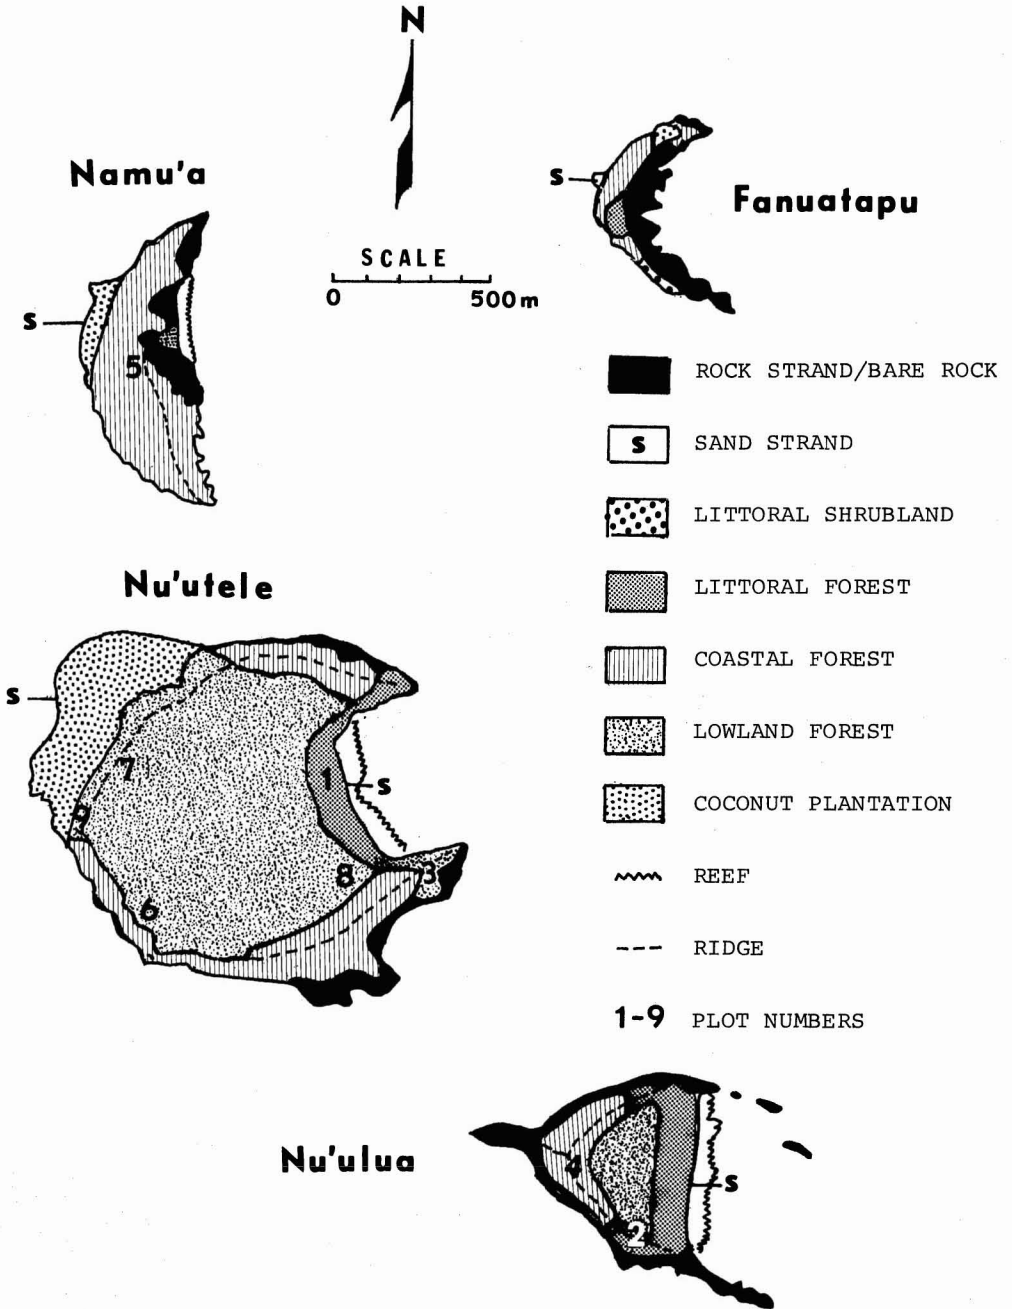 N
Namu'a
s
Fanuatapu
SCALE
0 500m
s
5
ROCK STRAND/BARE ROCK
s SAND STRAND
LITTORAL SHRUBLAND
Nu'utele
LITTORAL FOREST
COASTAL FOREST
s
LOWLAND FOREST
7
1
s
COCONUT PLANTATION
8
3
REEF
6
RIDGE
1-9 PLOT NUMBERS
Nu'ulua
4
s
2